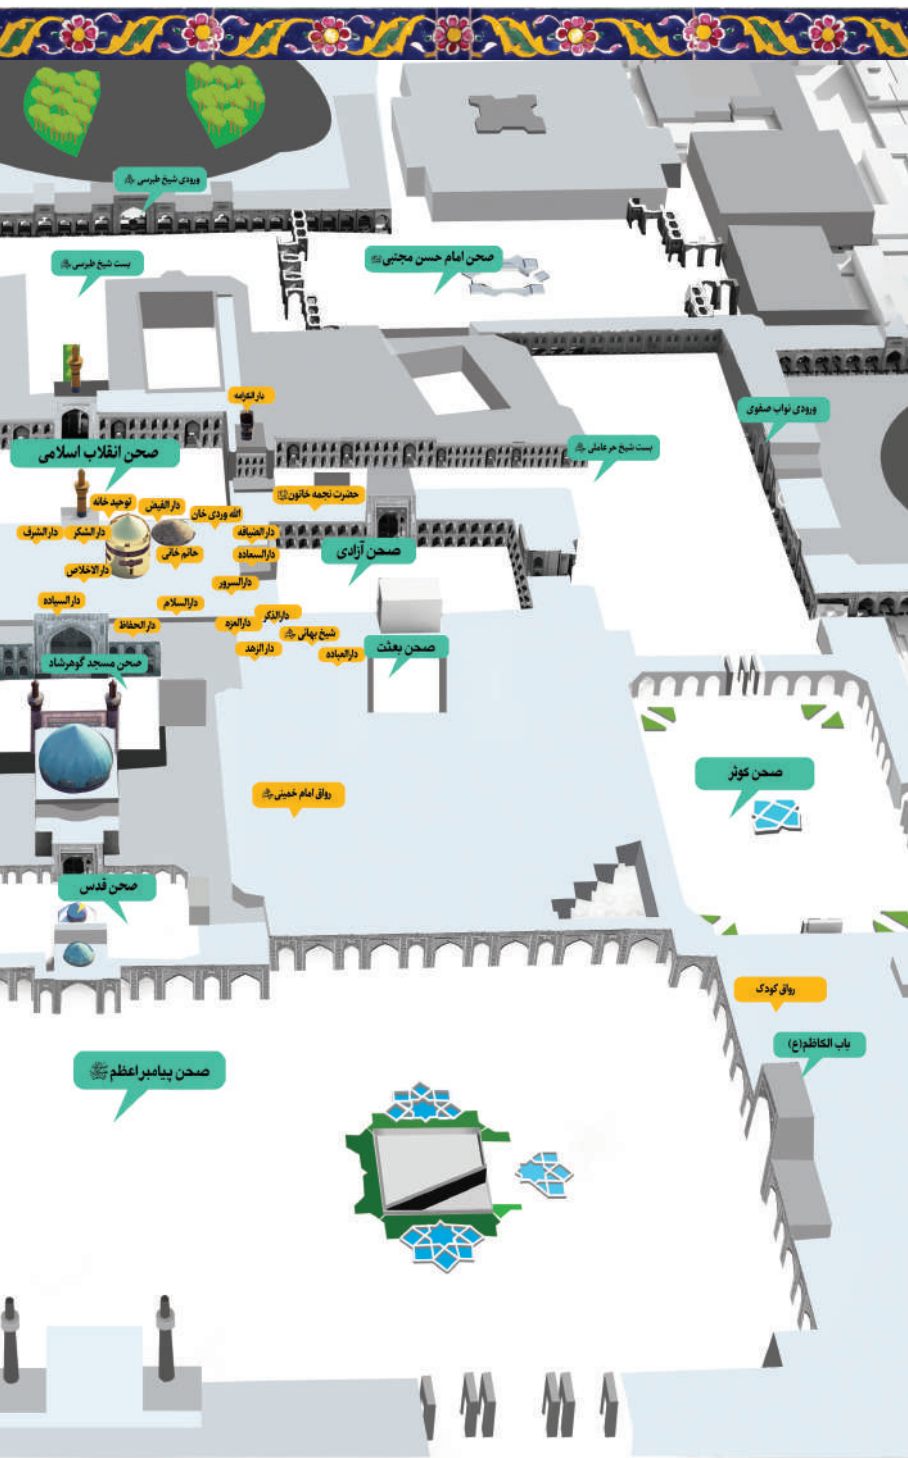 ورودی شیخ طبرسی
بست شیخ طبرسی
صحن امام حسن مجتبی
دارالکرامه
ورودی نواب صفوی
صحن انقلاب اسلامی
بست شیخ حرعاملی
حضرت نجمه خاتون
توحید خانه
دارالفیض
الله وردی خان
دارالشرف
دارالشکر
دارالضیافه
صحن آزادی
حاتم خانی
دارالسعاده
دارالاخلاص
دارالسرور
دارالسیاده
دارالسلام
دارالذکر
دارالحفاظ
دارالعزه
شیخ بهائی
صحن بعثت
دارالزهد
دارالعباده
صحن مسجد گوهرشاد
صحن کوثر
رواق امام خمینی
صحن قدس
رواق کودک
باب الکاظم(ع)
صحن پیامبر اعظم